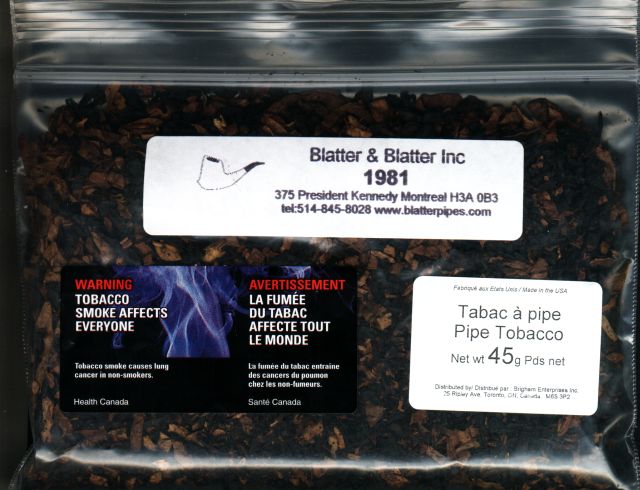 Blatter & Blatter Inc
1981
375 President Kennedy Montreal H3A 0B3
tel:514-845-8028 www.blatterpipes.com
WARNING
TOBACCO
SMOKE AFFECTS
EVERYONE
Tobacco smoke causes lung
cancer in non-smokers.
Health Canada
AVERTISSEMENT
LA FUMÉE
DU TABAC
AFFECTE TOUT
LE MONDE
La fumée du tabac entraine
des cancers du poumon
chez les non-fumeurs.
Santé Canada
Fabriqué aux Etats Unis / Made in the USA
Tabac à pipe
Pipe Tobacco
Net wt 45g Pds net
Distributed by/ Distribué par : Brigham Enterprises Inc.
75 Ripley Ave. Toronto, ON, Canada. M6S 3P2